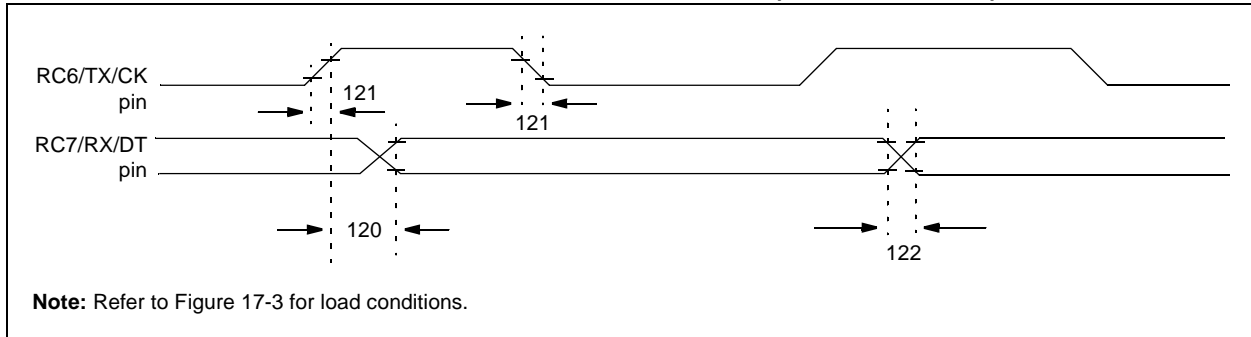 RC6/TX/CK
pin
121
121
RC7/RX/DT
pin
120
122
Note: Refer to Figure 17-3 for load conditions.